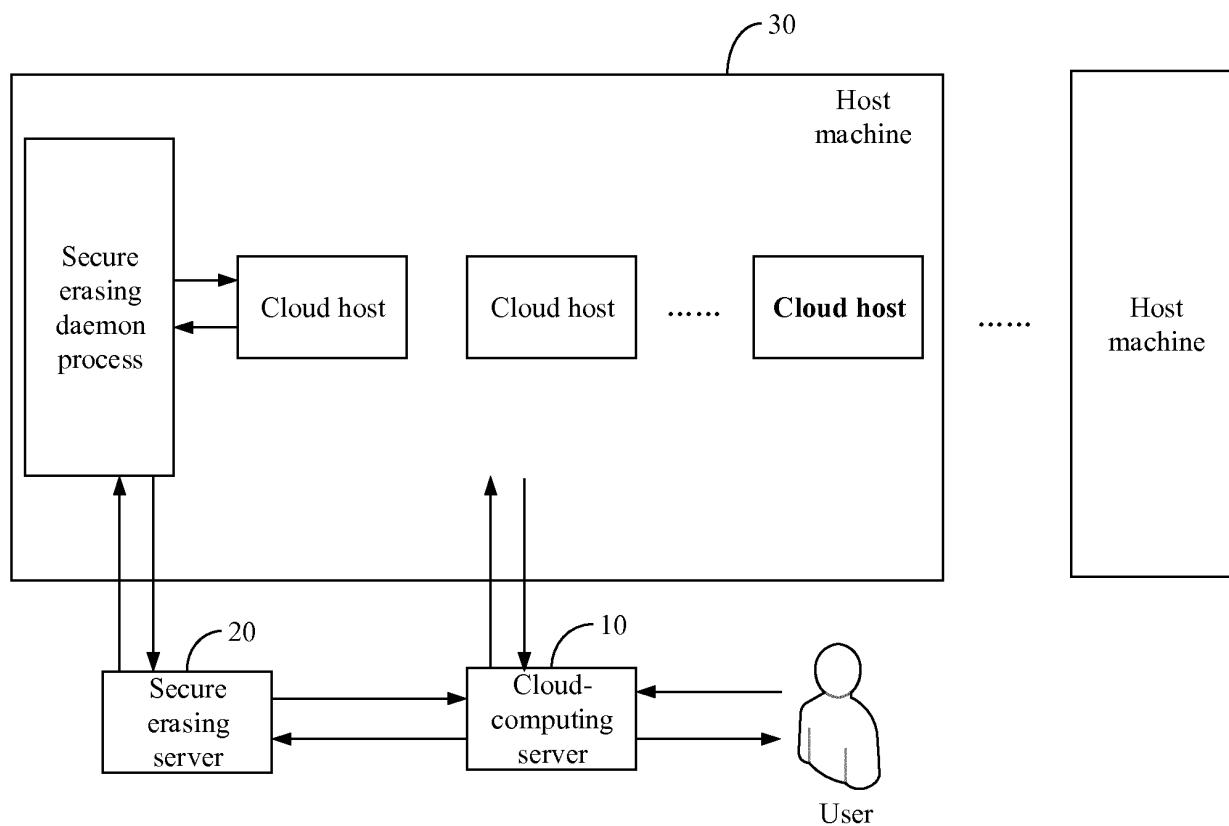 30
Host
machine
Secure
erasing
daemon
process
Cloud host
Cloud host
......
Cloud host
......
Host
machine
20
10
Secure
erasing
server
Cloud-
computing
server
User